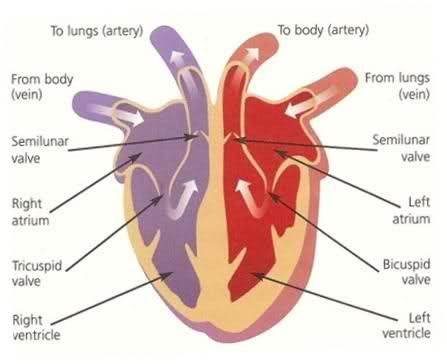 To lungs (artery)
To body (artery)
From body
(vein)
From lungs
(vein)
Semilunar
valve
Semilunar
valve
Right
atrium
Left
atrium
Tricuspid
valve
Bicuspid
valve
Right
ventricle
Left
ventricle